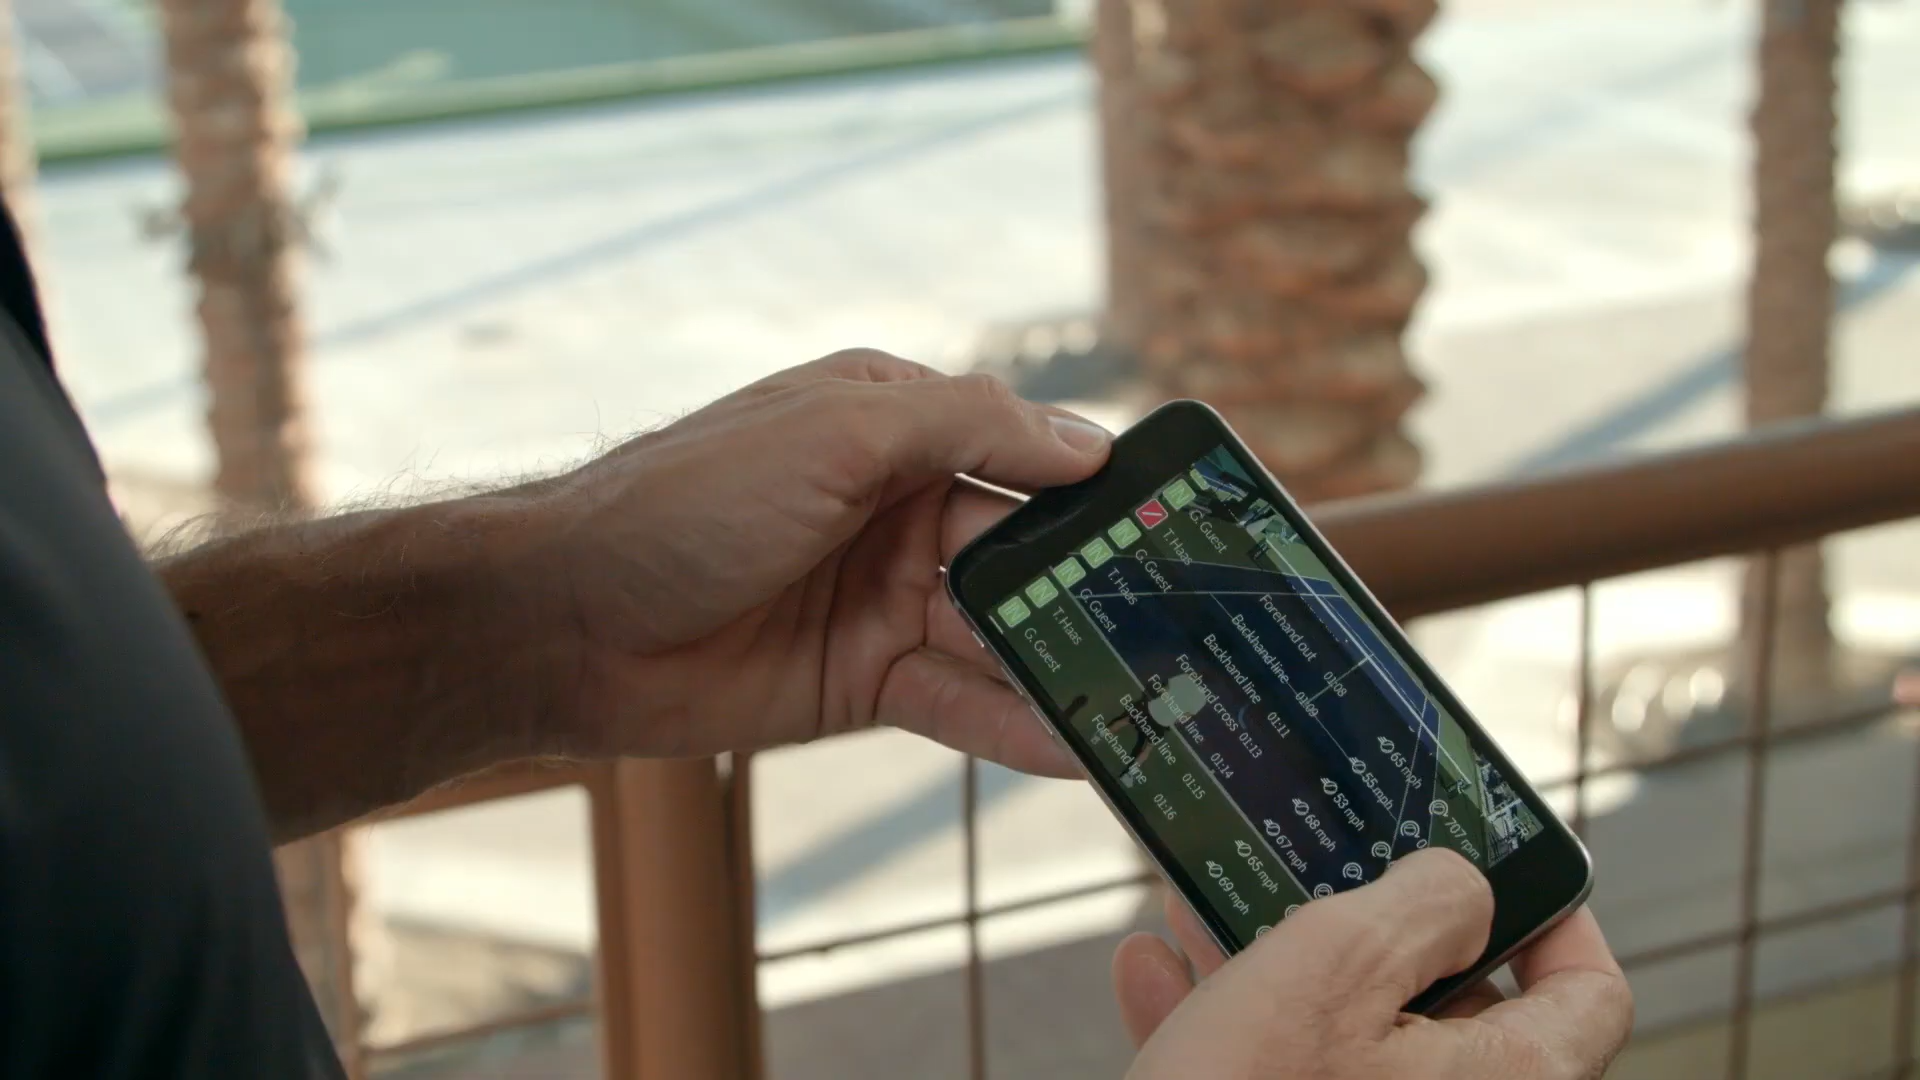 G. Guest Forehand out 01:08 65 mph 707 rpm
T. Haas Backhand line 01:09 55 mph
G. Guest Backhand line 01:11 53 mph
T. Haas Forehand cross 01:13 68 mph
G. Guest Forehand line 01:14 67 mph
T. Haas Backhand line 01:15 65 mph
G. Guest Forehand line 01:16 69 mph